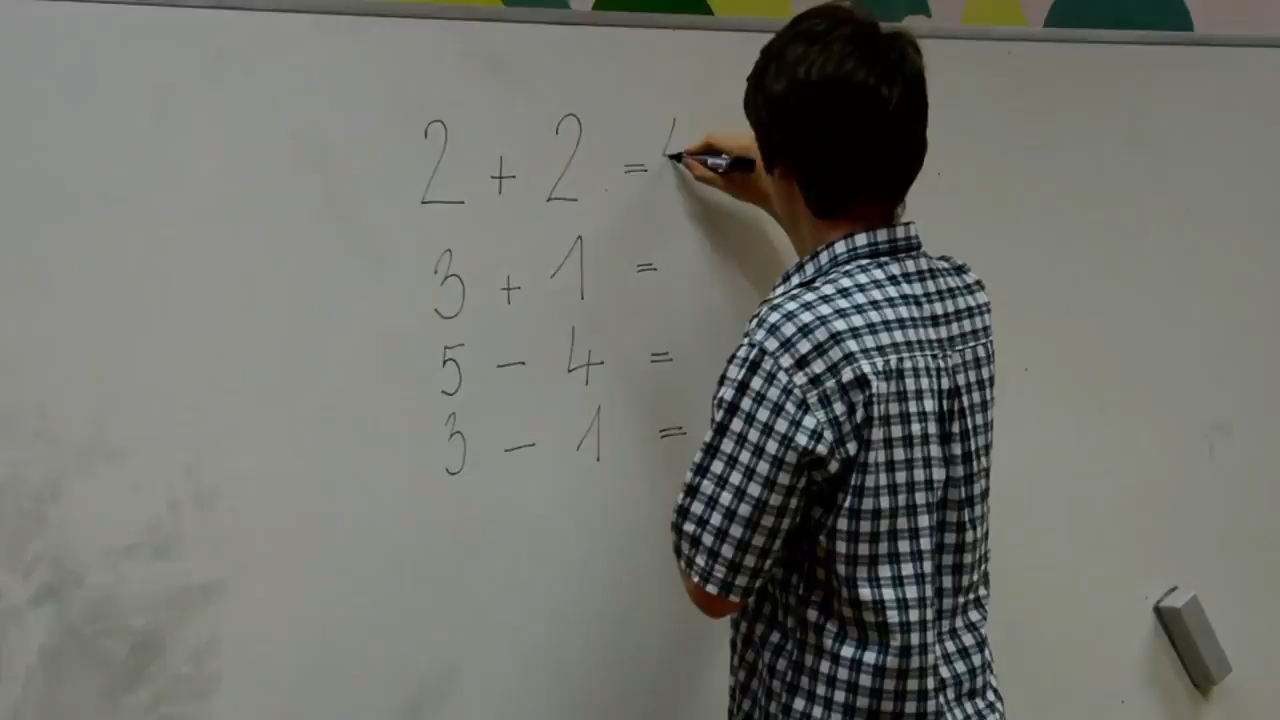 2 + 2 =
3 + 1 =
5 - 4 =
3 - 1 =